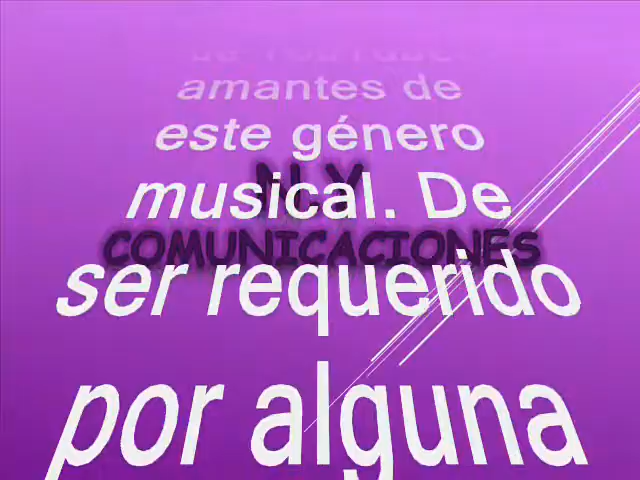 amantes de
este género
musical. De
ser requerido
por alguna
N.Y
COMUNICACIONES